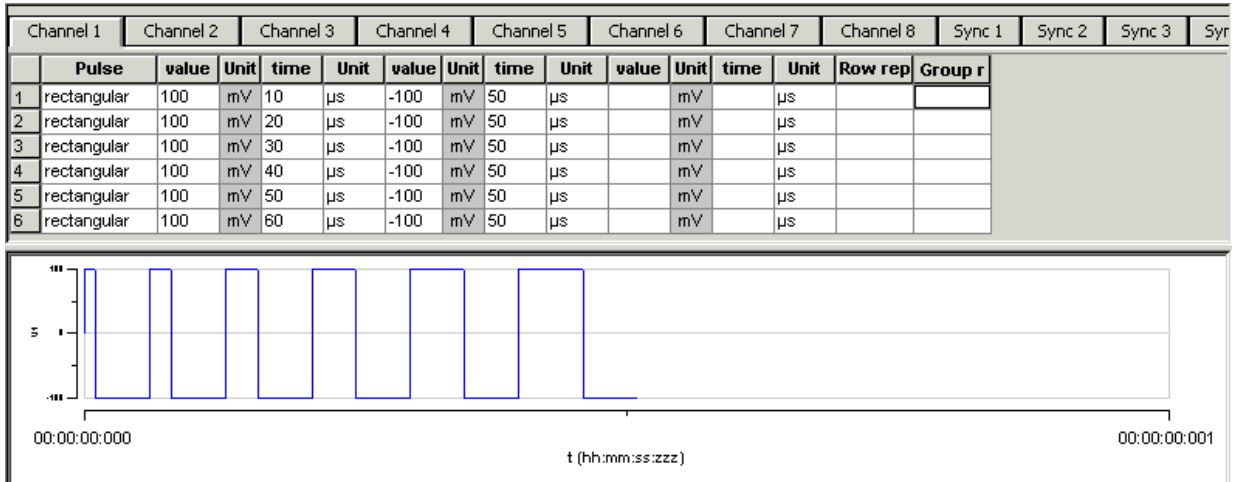 Channel 1 Channel 2 Channel 3 Channel 4 Channel 5 Channel 6 Channel 7 Channel 8 Sync 1 Sync 2 Sync 3 Syr
Pulse value Unit time Unit value Unit time Unit value Unit time Unit Row rep Group r
1 rectangular 100 mV 10 µs -100 mV 50 µs mV µs
2 rectangular 100 mV 20 µs -100 mV 50 µs mV µs
3 rectangular 100 mV 30 µs -100 mV 50 µs mV µs
4 rectangular 100 mV 40 µs -100 mV 50 µs mV µs
5 rectangular 100 mV 50 µs -100 mV 50 µs mV µs
6 rectangular 100 mV 60 µs -100 mV 50 µs mV µs
100
0
-100
00:00:00:000 00:00:00:001
t (hh:mm:ss:zzz)